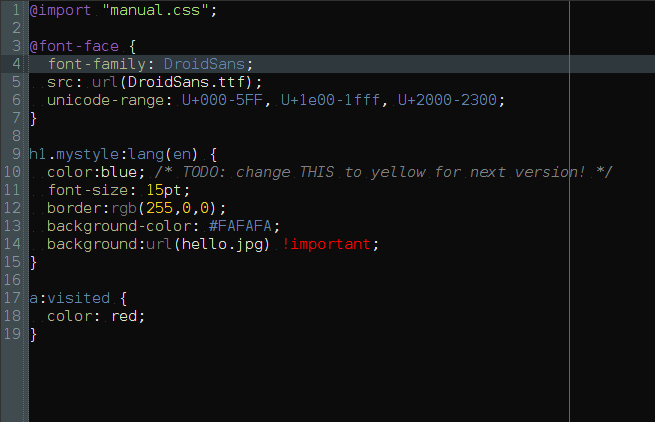 1 @import "manual.css";
2
3 @font-face {
4   font-family: DroidSans;
5   src: url(DroidSans.ttf);
6   unicode-range: U+000-5FF, U+1e00-1fff, U+2000-2300;
7 }
8
9 h1.mystyle:lang(en) {
10   color:blue; /* TODO: change THIS to yellow for next version! */
11   font-size: 15pt;
12   border:rgb(255,0,0);
13   background-color: #FAFAFA;
14   background:url(hello.jpg) !important;
15 }
16
17 a:visited {
18   color: red;
19 }